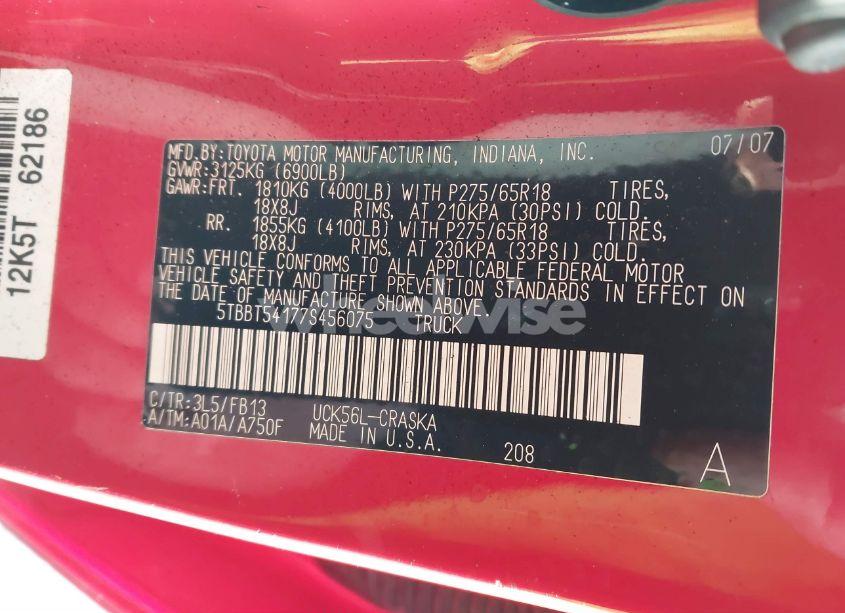 12K5T 62186
MFD.BY:TOYOTA MOTOR MANUFACTURING, INDIANA, INC. 07/07
GVWR:3125KG (6900LB)
GAWR:FRT. 1810KG (4000LB) WITH P275/65R18 TIRES,
18X8J RIMS, AT 210KPA (30PSI) COLD.
RR. 1855KG (4100LB) WITH P275/65R18 TIRES,
18X8J RIMS, AT 230KPA (33PSI) COLD.
THIS VEHICLE CONFORMS TO ALL APPLICABLE FEDERAL MOTOR
VEHICLE SAFETY AND THEFT PREVENTION STANDARDS IN EFFECT ON
THE DATE OF MANUFACTURE SHOWN ABOVE.
5TBBT54177S456075 TRUCK
wheelwise
C/TR:3L5/FB13 UCK56L-CRASKA
A/TM:A01A/A750F MADE IN U.S.A. 208 A